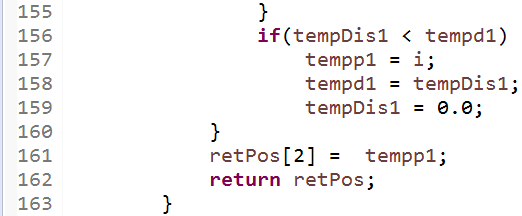 155 }
156 if(tempDis1 < tempd1)
157 tempp1 = i;
158 tempd1 = tempDis1;
159 tempDis1 = 0.0;
160 }
161 retPos[2] =  tempp1;
162 return retPos;
163 }